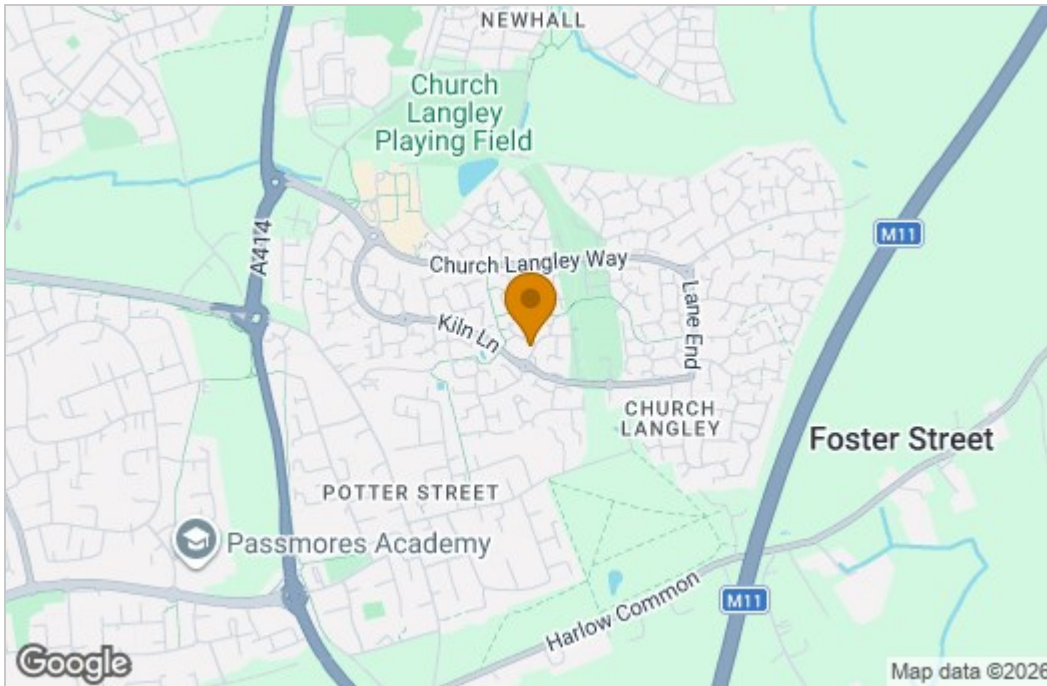 NEWHALL
Church
Langley
Playing Field
A414
M11
Church Langley Way
Lane End
Kiln Ln
CHURCH
LANGLEY
Foster Street
POTTER STREET
Passmores Academy
M11
Harlow Common
Google
Map data ©2026